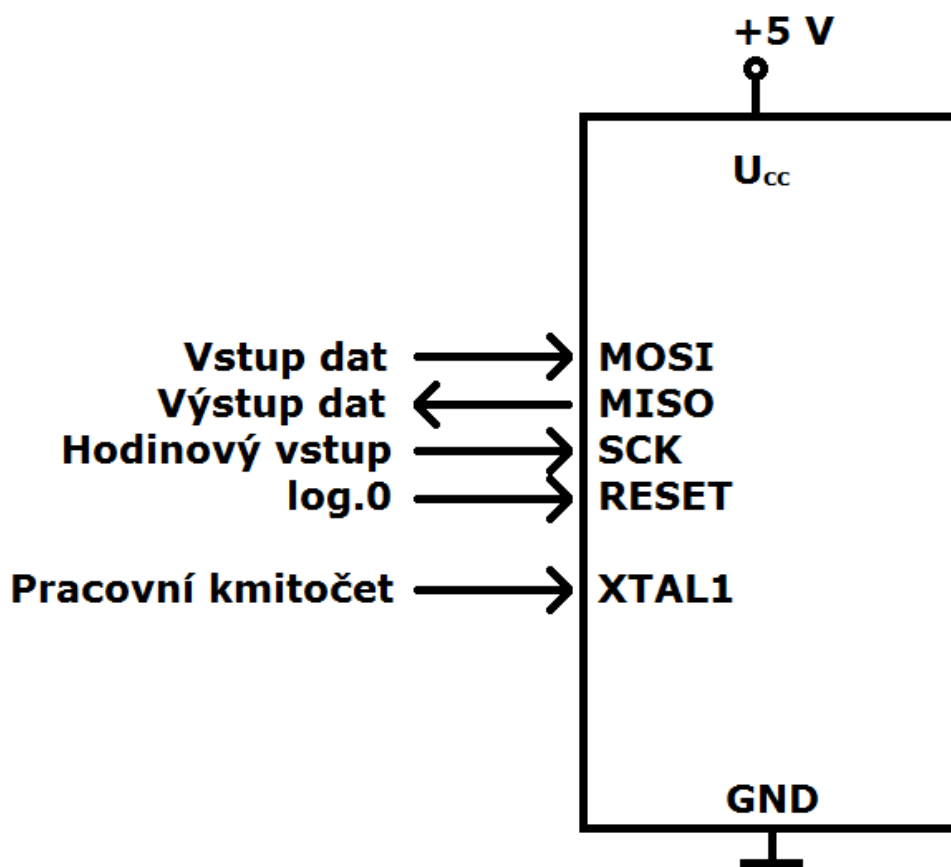 +5 V
Ucc
Vstup dat MOSI
Výstup dat MISO
Hodinový vstup SCK
log.0 RESET
Pracovní kmitočet XTAL1
GND